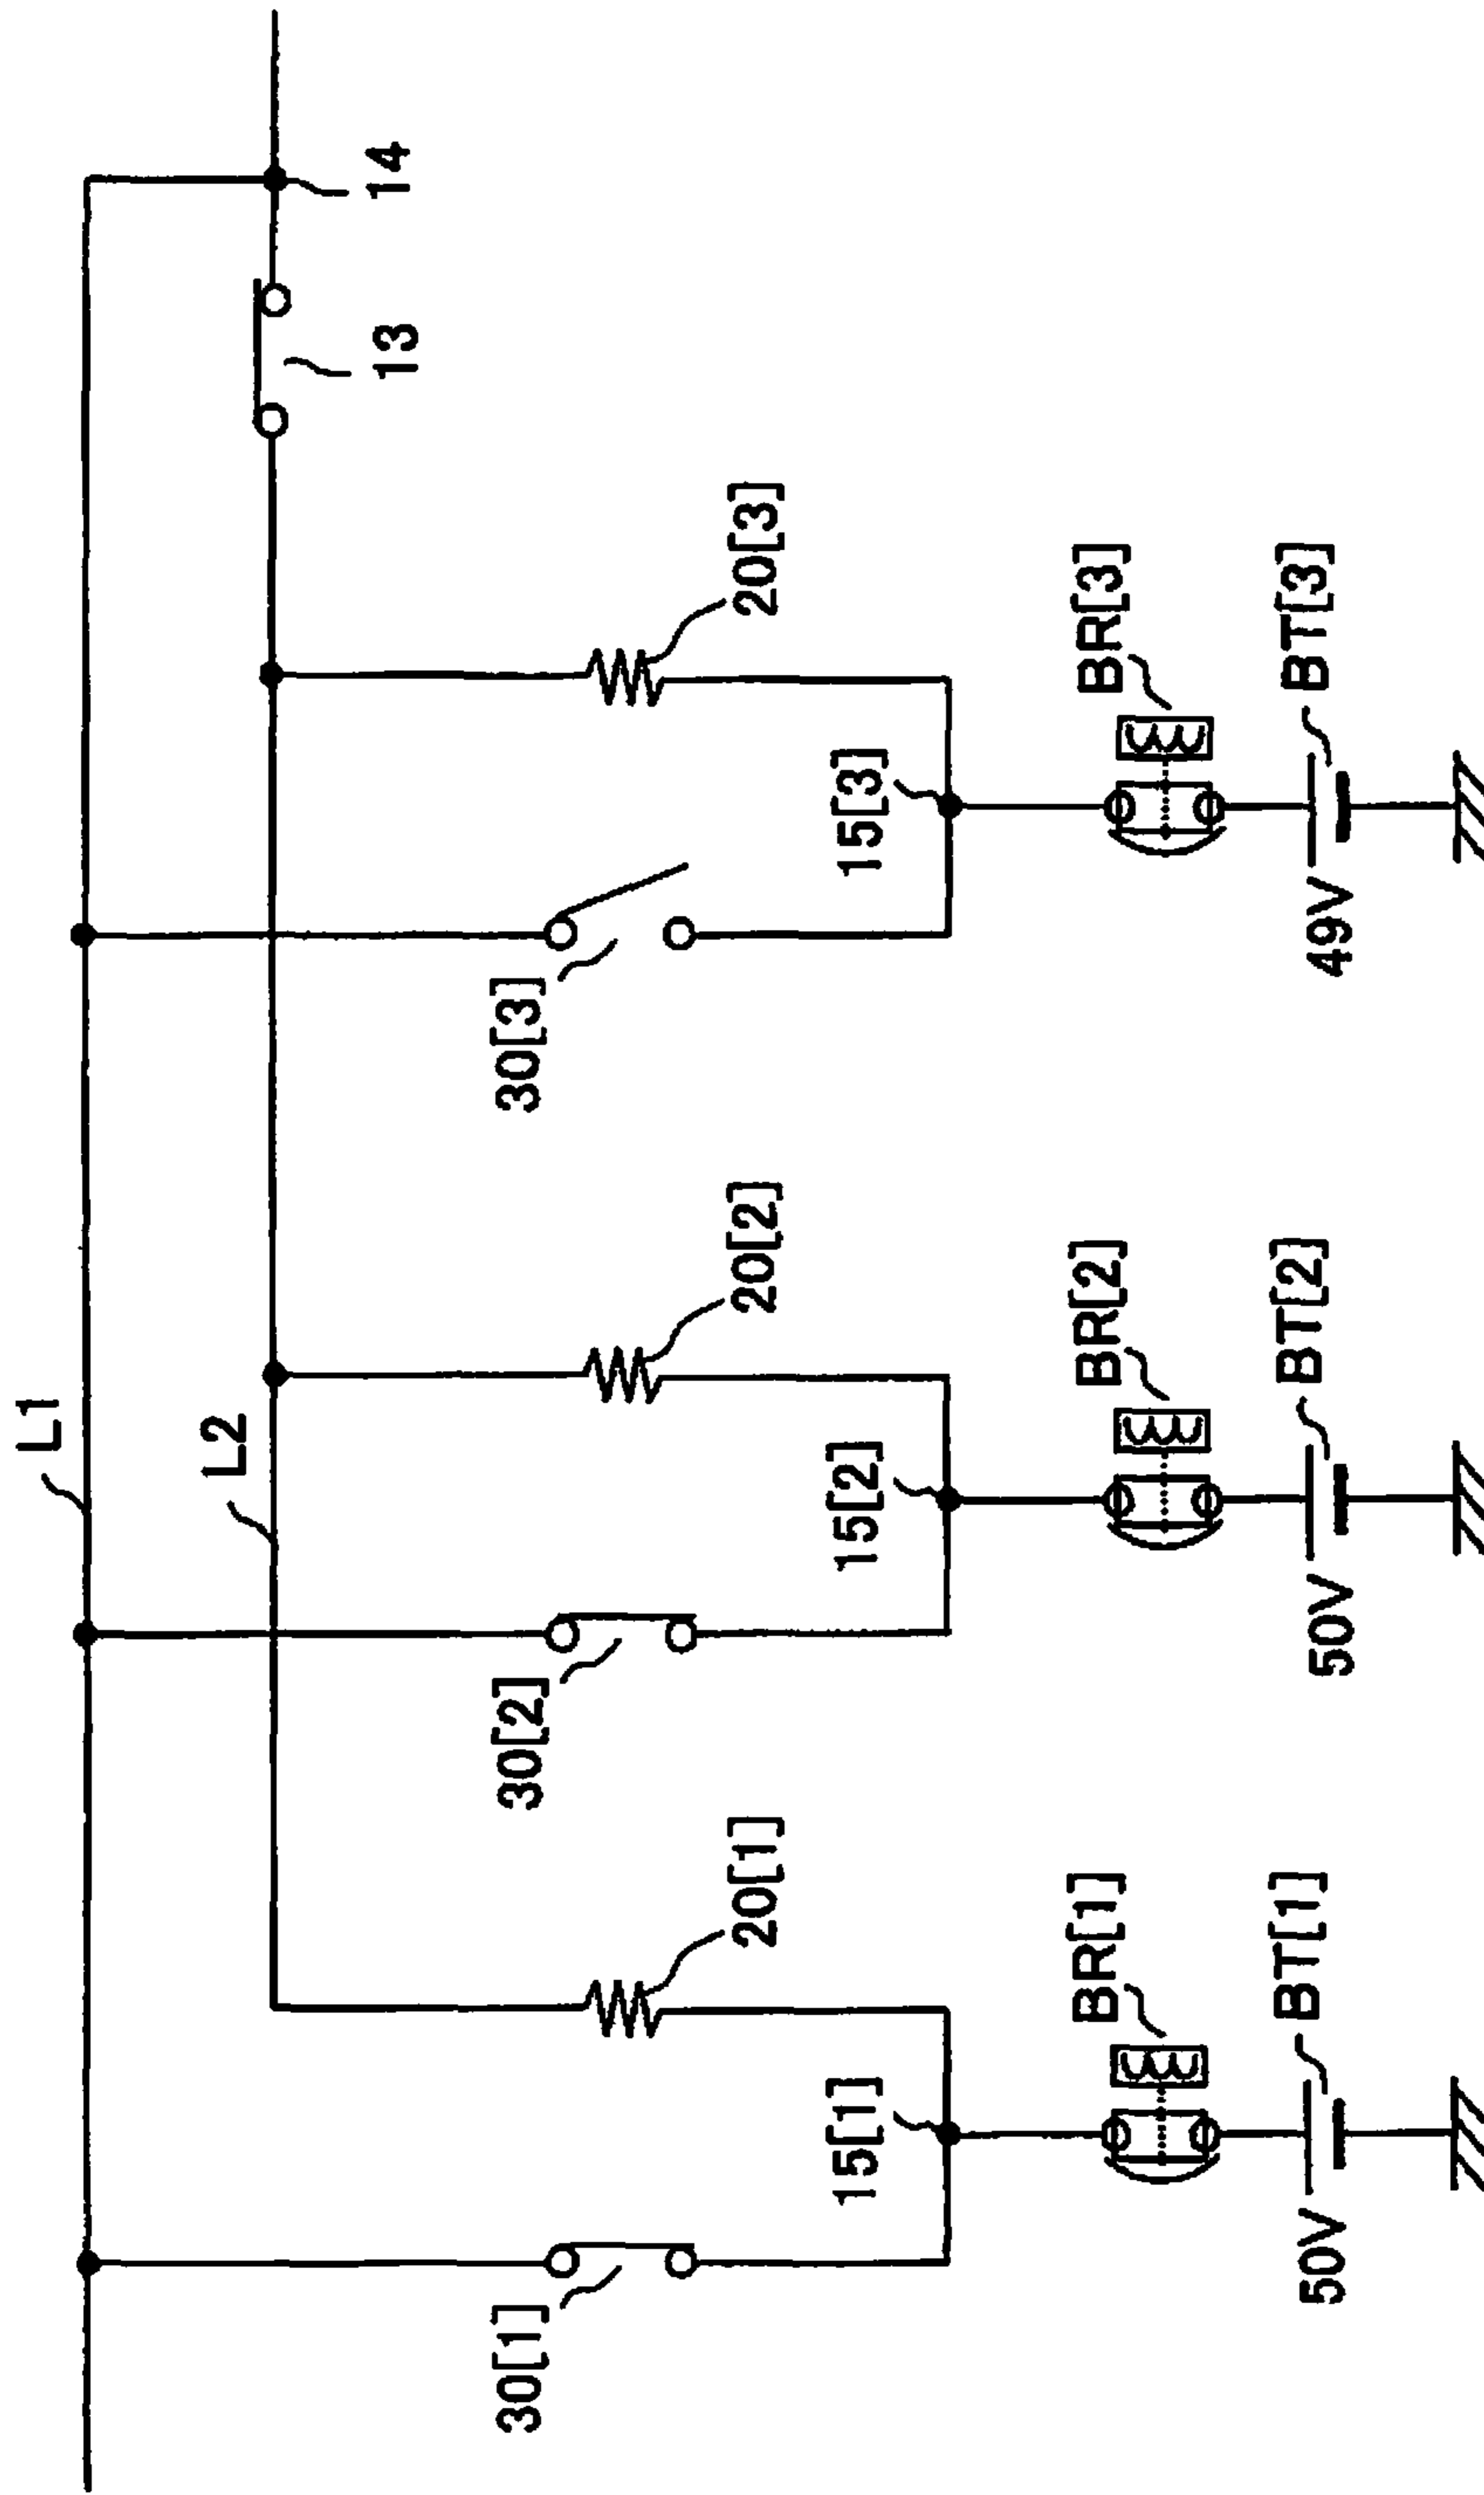 L1
L2
14
13
30[1]
30[2]
30[3]
20[1]
20[2]
20[3]
15[1]
15[2]
15[3]
BR[1]
BR[2]
BR[3]
BT[1]
BT[2]
BT[3]
50V
50V
49V